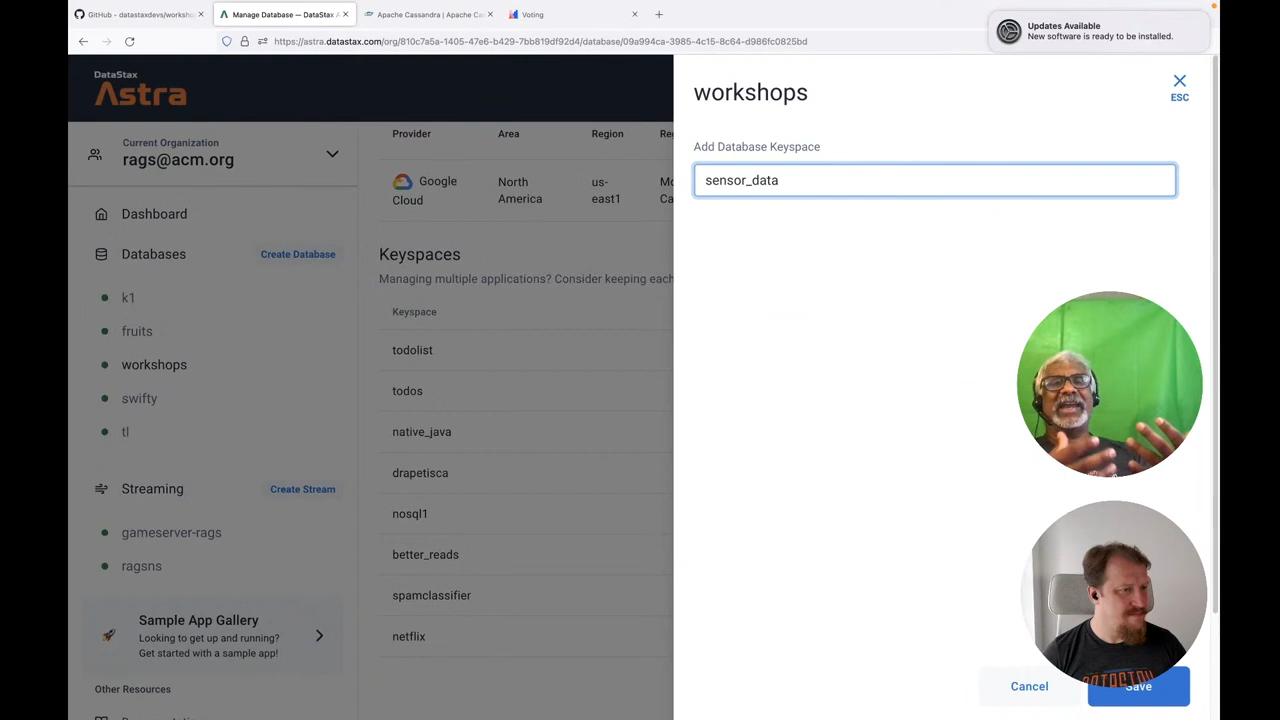 GitHub - datastaxdevs/worksho
Manage Database — DataStax A
Apache Cassandra | Apache Ca
Voting
https://astra.datastax.com/org/810c7a5a-1405-47e6-b429-7bb819df92d4/database/09a994ca-3985-4c15-8c64-d986fc0825bd
Updates Available
New software is ready to be installed.
DataStax
Astra
Current Organization
rags@acm.org
Dashboard
Databases
Create Database
k1
fruits
workshops
swifty
tl
Streaming
Create Stream
gameserver-rags
ragsns
Sample App Gallery
Looking to get up and running?
Get started with a sample app!
Other Resources
Provider
Area
Region
Google
Cloud
North
America
us-
east1
Keyspaces
Managing multiple applications? Consider keeping each
Keyspace
todolist
todos
native_java
drapetisca
nosql1
better_reads
spamclassifier
netflix
workshops
ESC
Add Database Keyspace
sensor_data
Cancel
Save